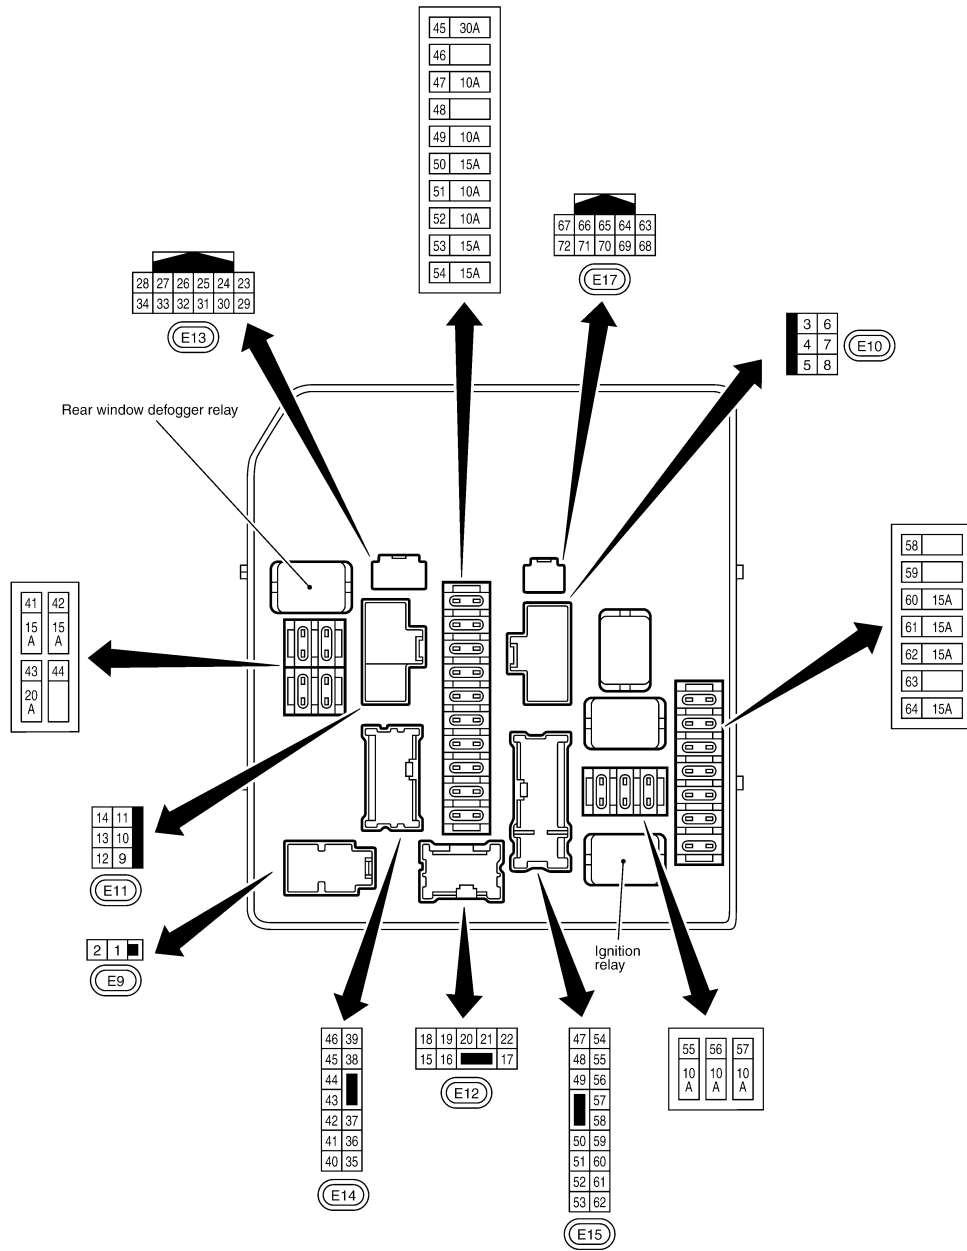 45 30A
46
47 10A
48
49 10A
50 15A
51 10A
52 10A
53 15A
54 15A
67 66 65 64 63
72 71 70 69 68
E17
28 27 26 25 24 23
34 33 32 31 30 29
E13
3 6
4 7
5 8
E10
Rear window defogger relay
58
59
60 15A
61 15A
62 15A
63
64 15A
41 42
15 15
A A
43 44
20
A
14 11
13 10
12 9
E11
2 1
E9
Ignition
relay
46 39
45 38
44
43
42 37
41 36
40 35
E14
18 19 20 21 22
15 16 17
E12
47 54
48 55
49 56
57
58
50 59
51 60
52 61
53 62
E15
55 56 57
10 10 10
A A A